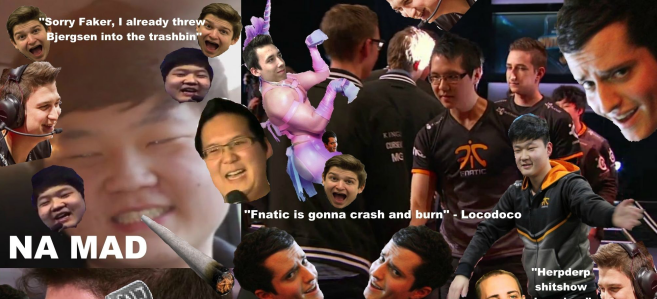 "Sorry Faker, I already threw
Bjergsen into the trashbin"
FNATIC
"Fnatic is gonna crash and burn" - Locodoco
NA MAD
"Herpderp
shitshow